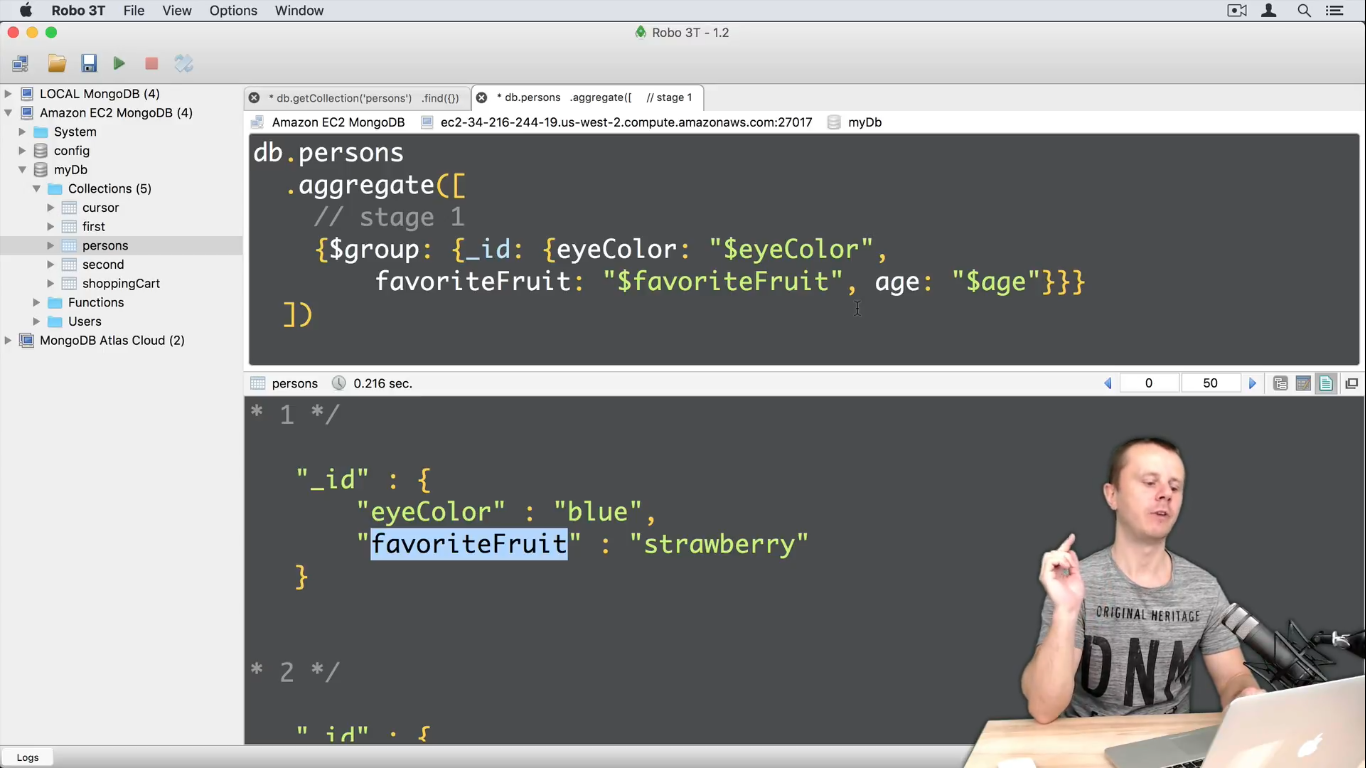 Robo 3T File View Options Window
Robo 3T - 1.2
* db.getCollection('persons') .find({})
* db.persons .aggregate([ // stage 1
LOCAL MongoDB (4)
Amazon EC2 MongoDB (4)
System
config
myDb
Collections (5)
cursor
first
persons
second
shoppingCart
Functions
Users
MongoDB Atlas Cloud (2)
Amazon EC2 MongoDB ec2-34-216-244-19.us-west-2.compute.amazonaws.com:27017 myDb
db.persons
.aggregate([
// stage 1
{$group: {_id: {eyeColor: "$eyeColor",
favoriteFruit: "$favoriteFruit", age: "$age"}}}
])
persons 0.216 sec. 0 50
* 1 */
"_id" : {
"eyeColor" : "blue",
"favoriteFruit" : "strawberry"
}
* 2 */
"_id" : {
ORIGINAL HERITAGE
DNM
Logs